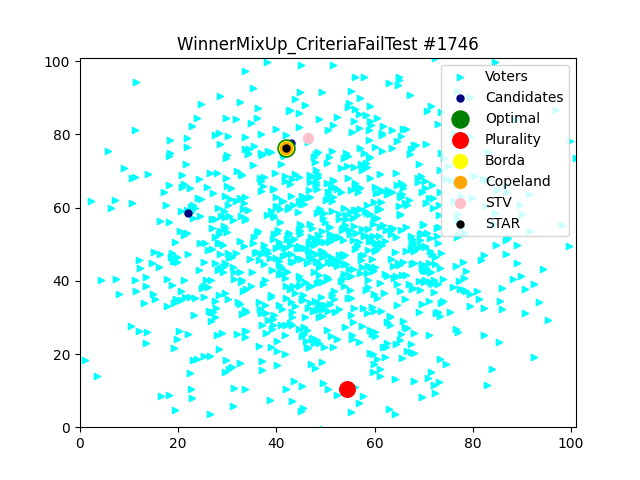 WinnerMixUp_CriteriaFailTest #1746
100
80
60
40
20
0
0
20
40
60
80
100
Voters
Candidates
Optimal
Plurality
Borda
Copeland
STV
STAR